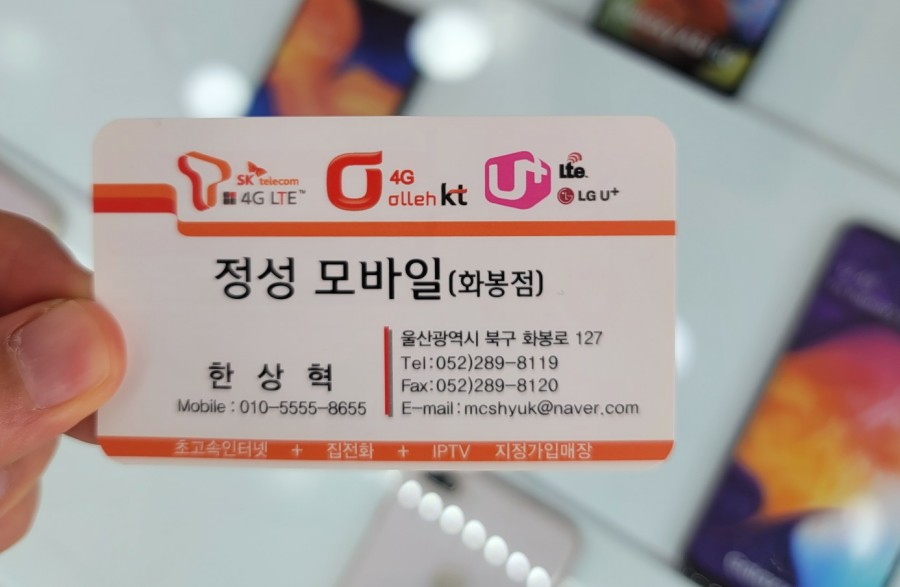 SK telecom
4G LTE™
4G
olleh kt
U+
Lte
LG U+
정성 모바일(화봉점)
한 상 혁
Mobile : 010-5555-8655
울산광역시 북구 화봉로 127
Tel:052)289-8119
Fax:052)289-8120
E-mail:mcshyuk@naver.com
초고속인터넷 + 집전화 + IPTV 지정가입매장